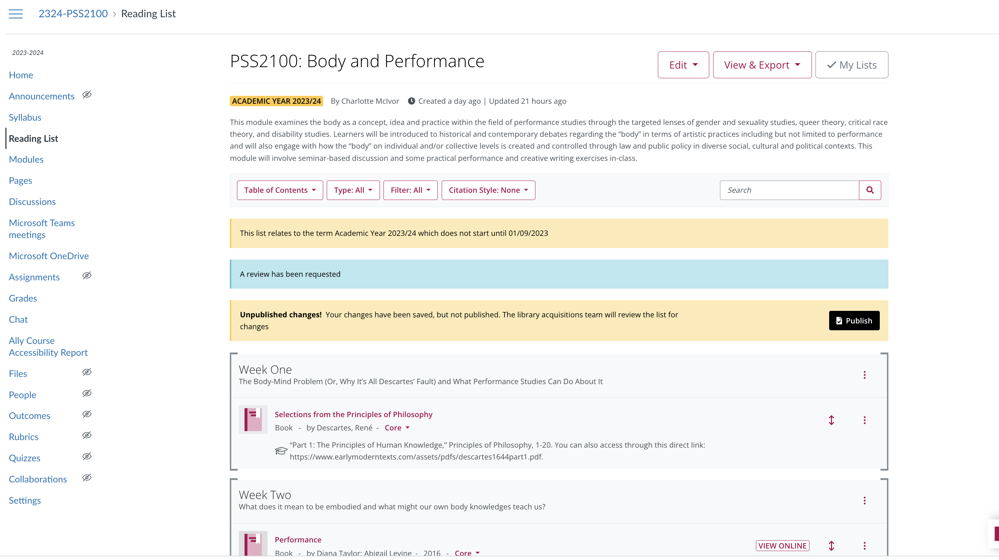 2324-PSS2100 › Reading List
2023-2024
Home
Announcements
Syllabus
Reading List
Modules
Pages
Discussions
Microsoft Teams
meetings
Microsoft OneDrive
Assignments
Grades
Chat
Ally Course
Accessibility Report
Files
People
Outcomes
Rubrics
Quizzes
Collaborations
Settings
PSS2100: Body and Performance
Edit
View & Export
My Lists
ACADEMIC YEAR 2023/24 By Charlotte McIvor Created a day ago | Updated 21 hours ago
This module examines the body as a concept, idea and practice within the field of performance studies through the targeted lenses of gender and sexuality studies, queer theory, critical race
theory, and disability studies. Learners will be introduced to historical and contemporary debates regarding the “body” in terms of artistic practices including but not limited to performance
and will also engage with how the “body” on individual and/or collective levels is created and controlled through law and public policy in diverse social, cultural and political contexts. This
module will involve seminar-based discussion and some practical performance and creative writing exercises in-class.
Table of Contents
Type: All
Filter: All
Citation Style: None
Search
This list relates to the term Academic Year 2023/24 which does not start until 01/09/2023
A review has been requested
Unpublished changes! Your changes have been saved, but not published. The library acquisitions team will review the list for
changes
Publish
Week One
The Body-Mind Problem (Or, Why It’s All Descartes’ Fault) and What Performance Studies Can Do About It
Selections from the Principles of Philosophy
Book - by Descartes, René - Core
“Part 1: The Principles of Human Knowledge,” Principles of Philosophy, 1-20. You can also access through this direct link:
https://www.earlymoderntexts.com/assets/pdfs/descartes1644part1.pdf.
Week Two
What does it mean to be embodied and what might our own body knowledges teach us?
Performance
VIEW ONLINE
Book - by Diana Taylor; Abigail Levine - 2016 - Core